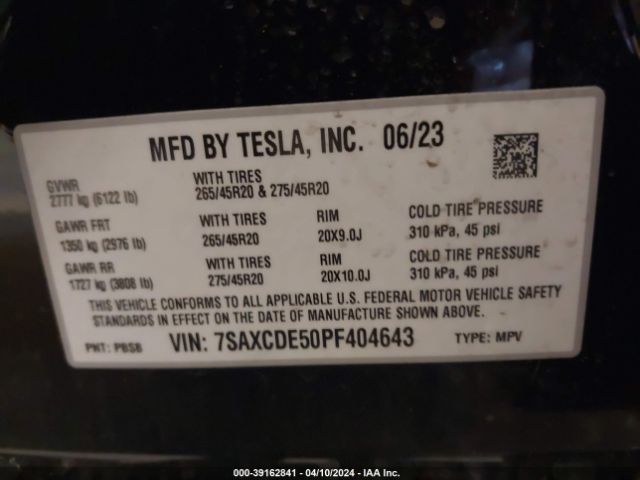 MFD BY TESLA, INC. 06/23
GVWR WITH TIRES
2777 kg (6122 lb) 265/45R20 & 275/45R20
GAWR FRT WITH TIRES RIM COLD TIRE PRESSURE
1350 kg (2976 lb) 265/45R20 20X9.0J 310 kPa, 45 psi
GAWR RR WITH TIRES RIM COLD TIRE PRESSURE
1727 kg (3808 lb) 275/45R20 20X10.0J 310 kPa, 45 psi
THIS VEHICLE CONFORMS TO ALL APPLICABLE U.S. FEDERAL MOTOR VEHICLE SAFETY
STANDARDS IN EFFECT ON THE DATE OF MANUFACTURE SHOWN ABOVE.
PNT: PBSB VIN: 7SAXCDE50PF404643 TYPE: MPV
000-39162841 / 04/10/2024 - IAA Inc.